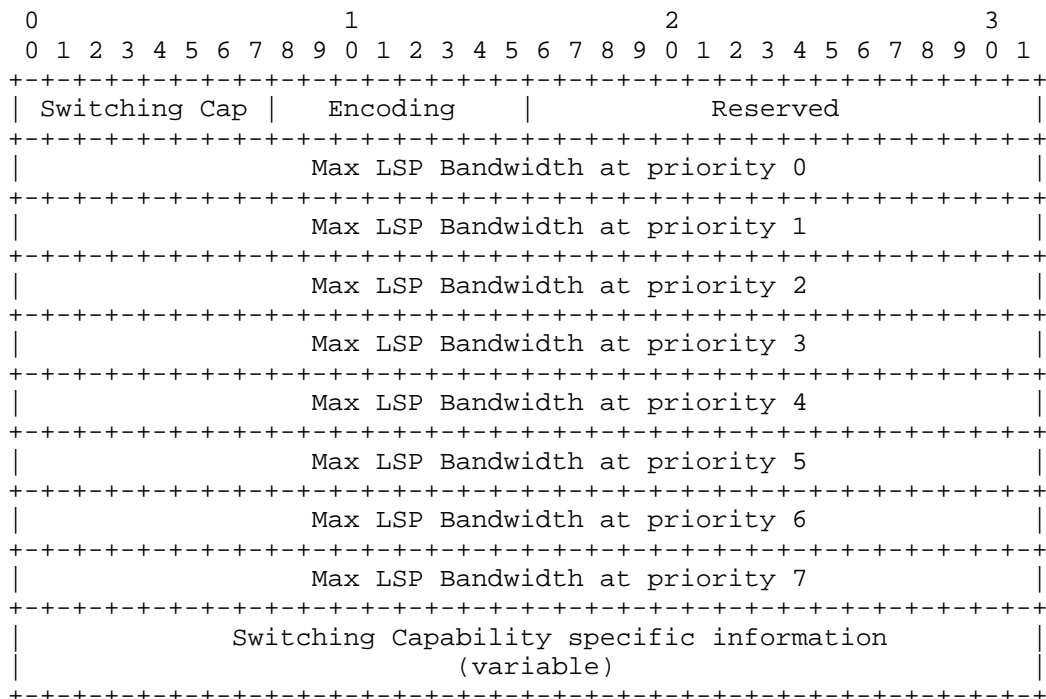 0                   1                   2                   3
 0 1 2 3 4 5 6 7 8 9 0 1 2 3 4 5 6 7 8 9 0 1 2 3 4 5 6 7 8 9 0 1
+-+-+-+-+-+-+-+-+-+-+-+-+-+-+-+-+-+-+-+-+-+-+-+-+-+-+-+-+-+-+-+-+
| Switching Cap |   Encoding    |           Reserved            |
+-+-+-+-+-+-+-+-+-+-+-+-+-+-+-+-+-+-+-+-+-+-+-+-+-+-+-+-+-+-+-+-+
|                  Max LSP Bandwidth at priority 0              |
+-+-+-+-+-+-+-+-+-+-+-+-+-+-+-+-+-+-+-+-+-+-+-+-+-+-+-+-+-+-+-+-+
|                  Max LSP Bandwidth at priority 1              |
+-+-+-+-+-+-+-+-+-+-+-+-+-+-+-+-+-+-+-+-+-+-+-+-+-+-+-+-+-+-+-+-+
|                  Max LSP Bandwidth at priority 2              |
+-+-+-+-+-+-+-+-+-+-+-+-+-+-+-+-+-+-+-+-+-+-+-+-+-+-+-+-+-+-+-+-+
|                  Max LSP Bandwidth at priority 3              |
+-+-+-+-+-+-+-+-+-+-+-+-+-+-+-+-+-+-+-+-+-+-+-+-+-+-+-+-+-+-+-+-+
|                  Max LSP Bandwidth at priority 4              |
+-+-+-+-+-+-+-+-+-+-+-+-+-+-+-+-+-+-+-+-+-+-+-+-+-+-+-+-+-+-+-+-+
|                  Max LSP Bandwidth at priority 5              |
+-+-+-+-+-+-+-+-+-+-+-+-+-+-+-+-+-+-+-+-+-+-+-+-+-+-+-+-+-+-+-+-+
|                  Max LSP Bandwidth at priority 6              |
+-+-+-+-+-+-+-+-+-+-+-+-+-+-+-+-+-+-+-+-+-+-+-+-+-+-+-+-+-+-+-+-+
|                  Max LSP Bandwidth at priority 7              |
+-+-+-+-+-+-+-+-+-+-+-+-+-+-+-+-+-+-+-+-+-+-+-+-+-+-+-+-+-+-+-+-+
|             Switching Capability specific information         |
|                           (variable)                          |
+-+-+-+-+-+-+-+-+-+-+-+-+-+-+-+-+-+-+-+-+-+-+-+-+-+-+-+-+-+-+-+-+